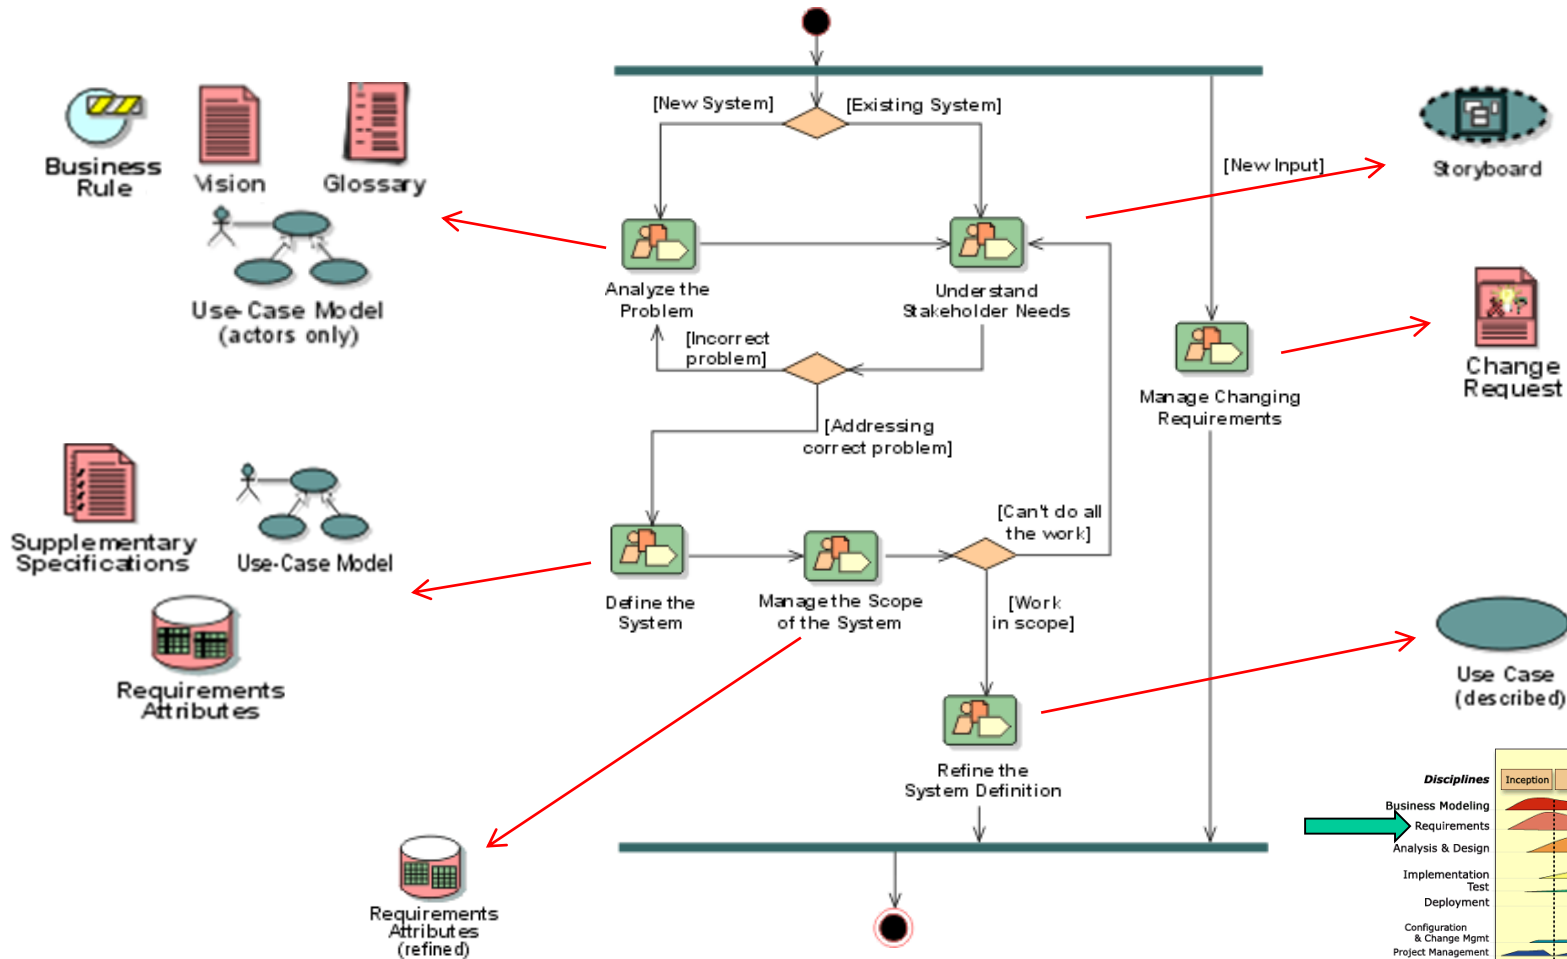 [New System]
[Existing System]
Business
Rule
Vision
Glossary
[New Input]
Storyboard
Use-Case Model
(actors only)
Analyze the
Problem
Understand
Stakeholder Needs
[Incorrect
problem]
Change
Request
Manage Changing
Requirements
[Addressing
correct problem]
Supplementary
Specifications
Use-Case Model
[Can't do all
the work]
Define the
System
Manage the Scope
of the System
[Work
in scope]
Requirements
Attributes
Use Case
(described)
Refine the
System Definition
Requirements
Attributes
(refined)
Disciplines
Inception
Business Modeling
Requirements
Analysis & Design
Implementation
Test
Deployment
Configuration
& Change Mgmt
Project Management